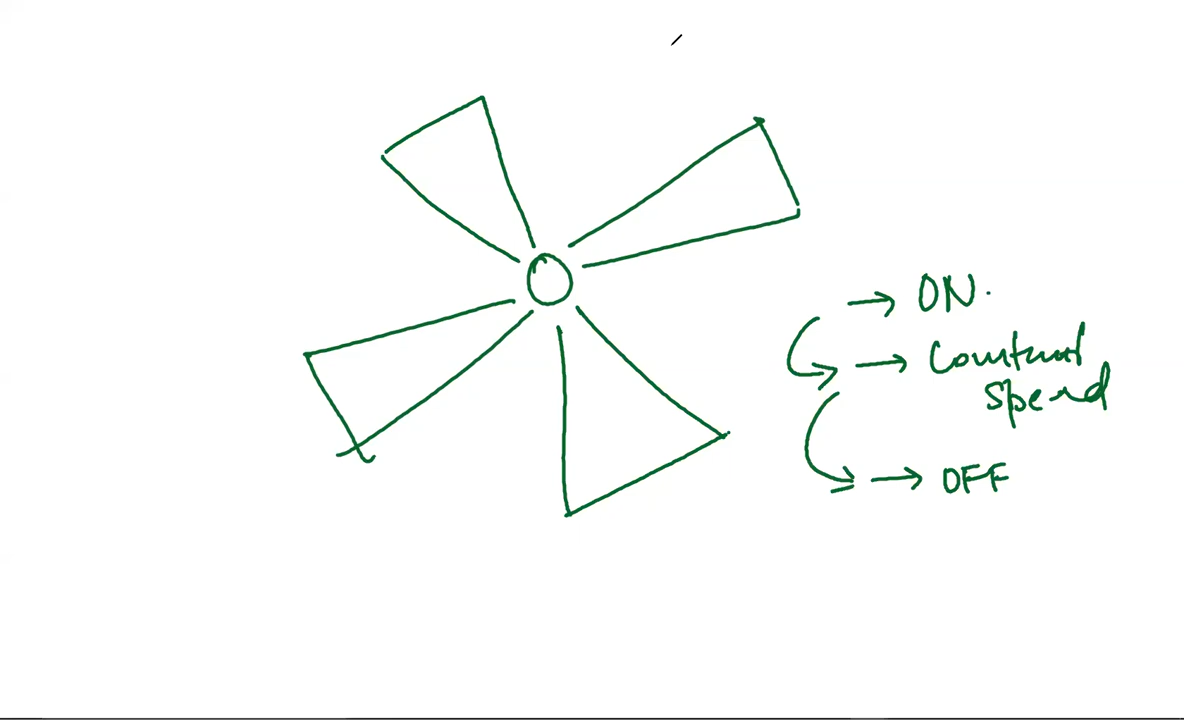 → ON.
→ Constant
speed
→ OFF